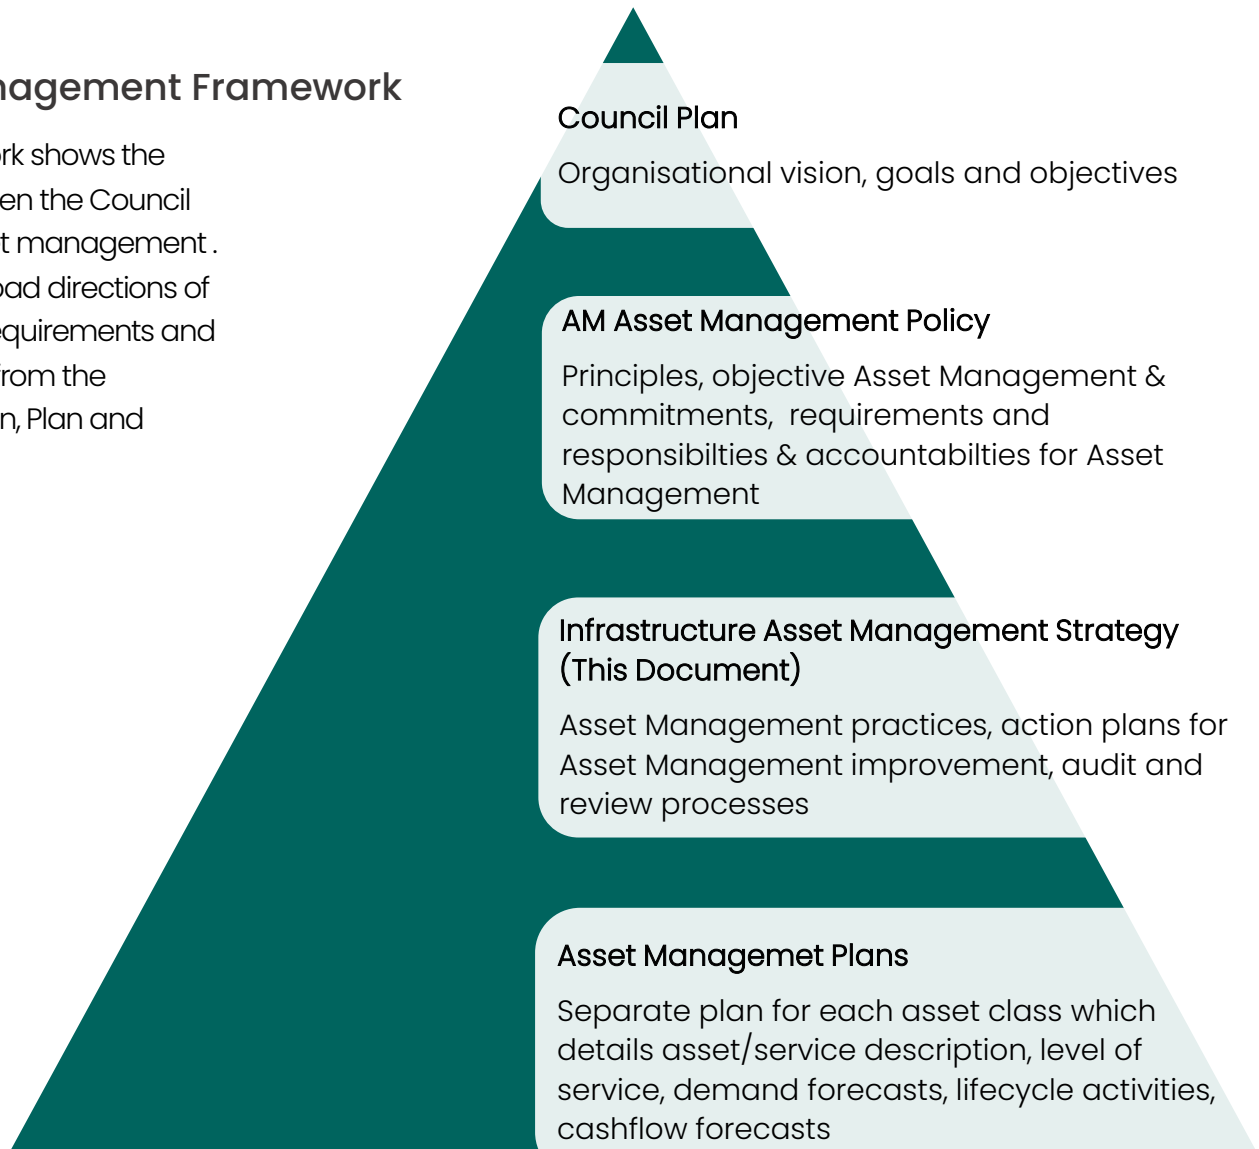 nagement Framework
rk shows the
en the Council
t management .
oad directions of
equirements and
from the
n, Plan and
Council Plan
Organisational vision, goals and objectives
AM Asset Management Policy
Principles, objective Asset Management &
commitments,  requirements and
responsibilties & accountabilties for Asset
Management
Infrastructure Asset Management Strategy
(This Document)
Asset Management practices, action plans for
Asset Management improvement, audit and
review processes
Asset Managemet Plans
Separate plan for each asset class which
details asset/service description, level of
service, demand forecasts, lifecycle activities,
cashflow forecasts